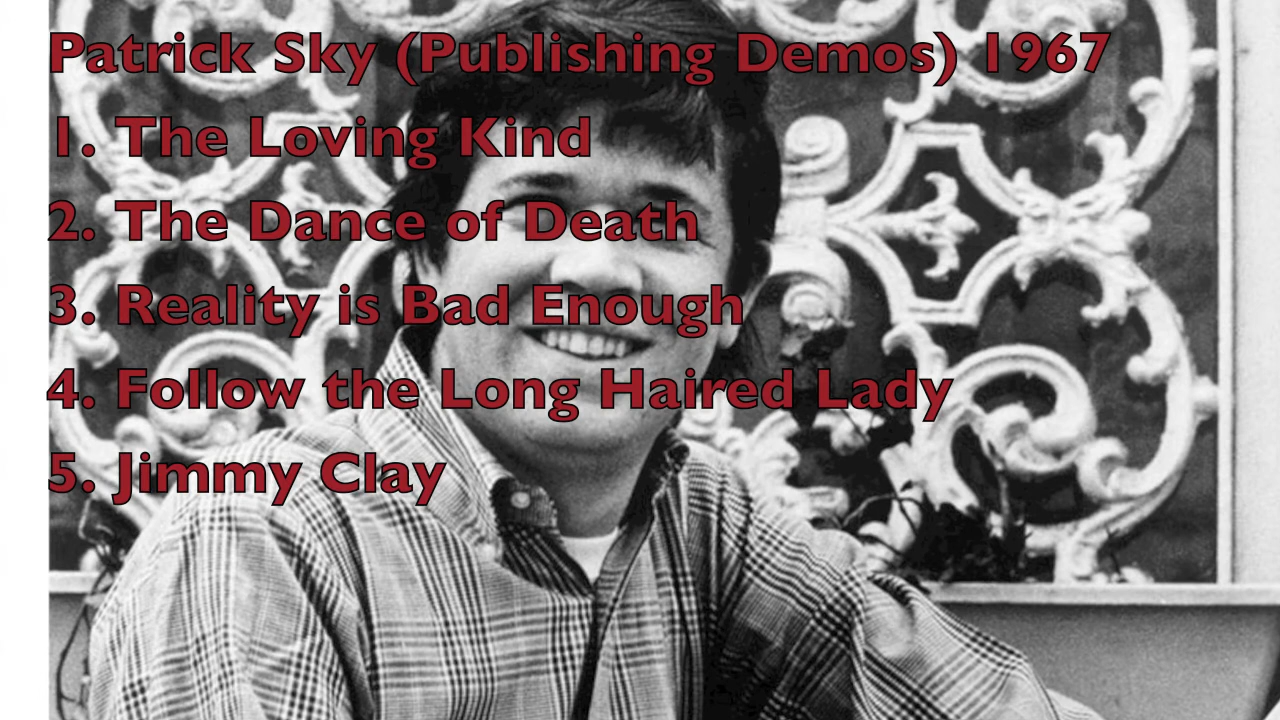 Patrick Sky (Publishing Demos) 1967
1. The Loving Kind
2. The Dance of Death
3. Reality is Bad Enough
4. Follow the Long Haired Lady
5. Jimmy Clay